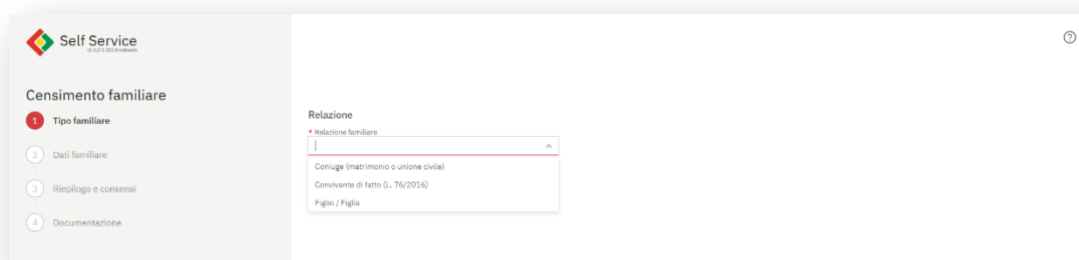 Self Service
Censimento familiare
1 Tipo familiare
2 Dati familiare
3 Riepilogo e consensi
4 Documentazione
?
Relazione
* Relazione familiare
Coniuge (matrimonio o unione civile)
Convivente di fatto (L. 76/2016)
Figlio / Figlia